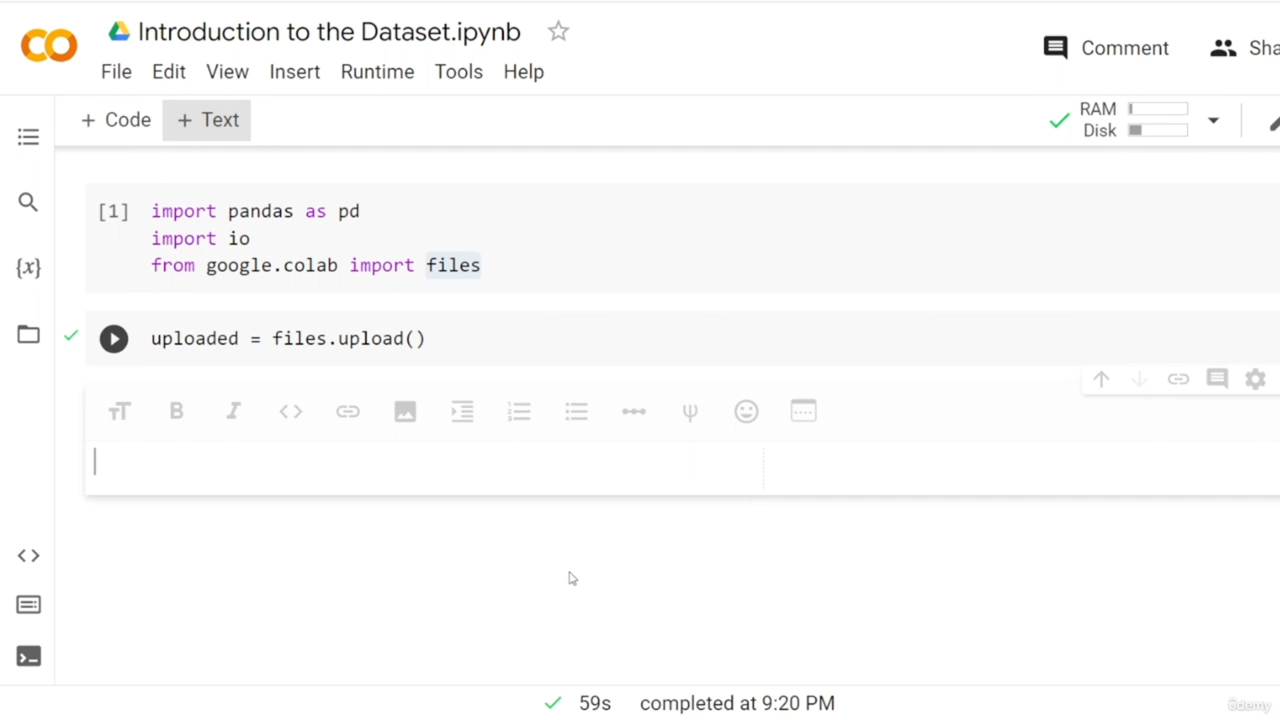 Introduction to the Dataset.ipynb
File Edit View Insert Runtime Tools Help
Comment
+ Code + Text
RAM
Disk
[1] import pandas as pd
import io
from google.colab import files
{x}
uploaded = files.upload()
59s completed at 9:20 PM
ûdemy